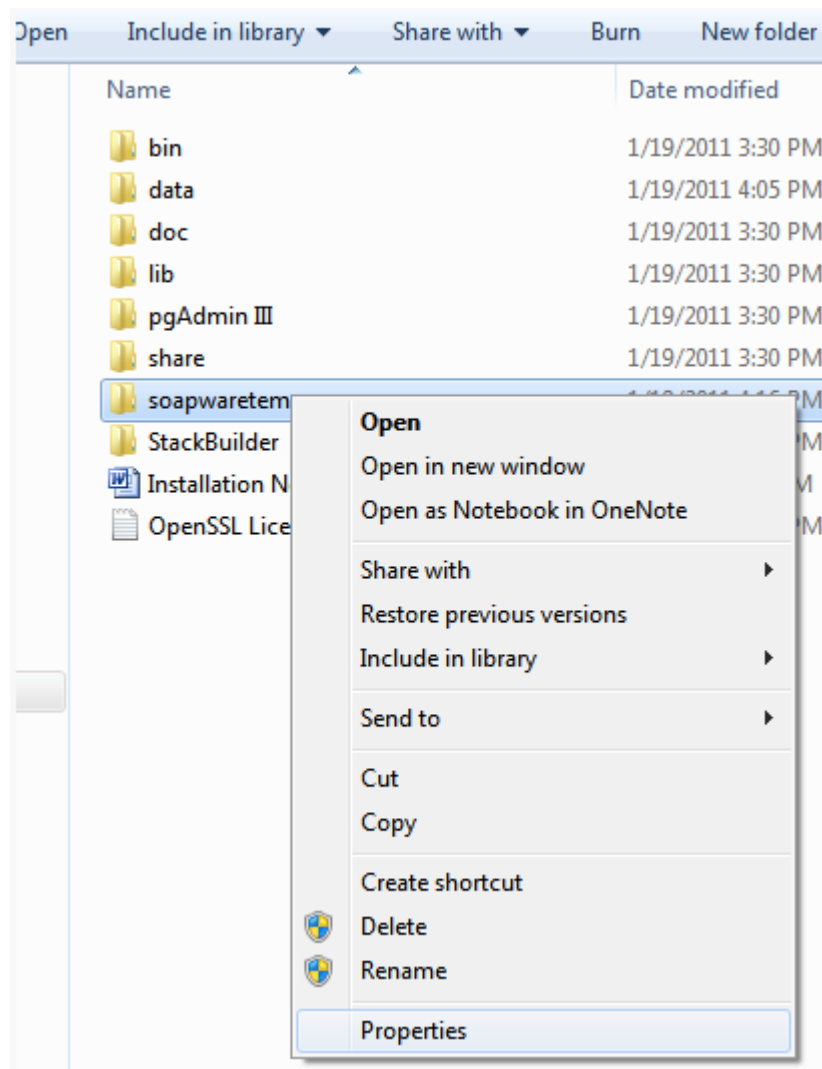 Open Include in library Share with Burn New folder
Name Date modified
bin 1/19/2011 3:30 PM
data 1/19/2011 4:05 PM
doc 1/19/2011 3:30 PM
lib 1/19/2011 3:30 PM
pgAdmin III 1/19/2011 3:30 PM
share 1/19/2011 3:30 PM
soapwaretem
StackBuilder
Installation N
OpenSSL Lice
Open
Open in new window
Open as Notebook in OneNote
Share with
Restore previous versions
Include in library
Send to
Cut
Copy
Create shortcut
Delete
Rename
Properties